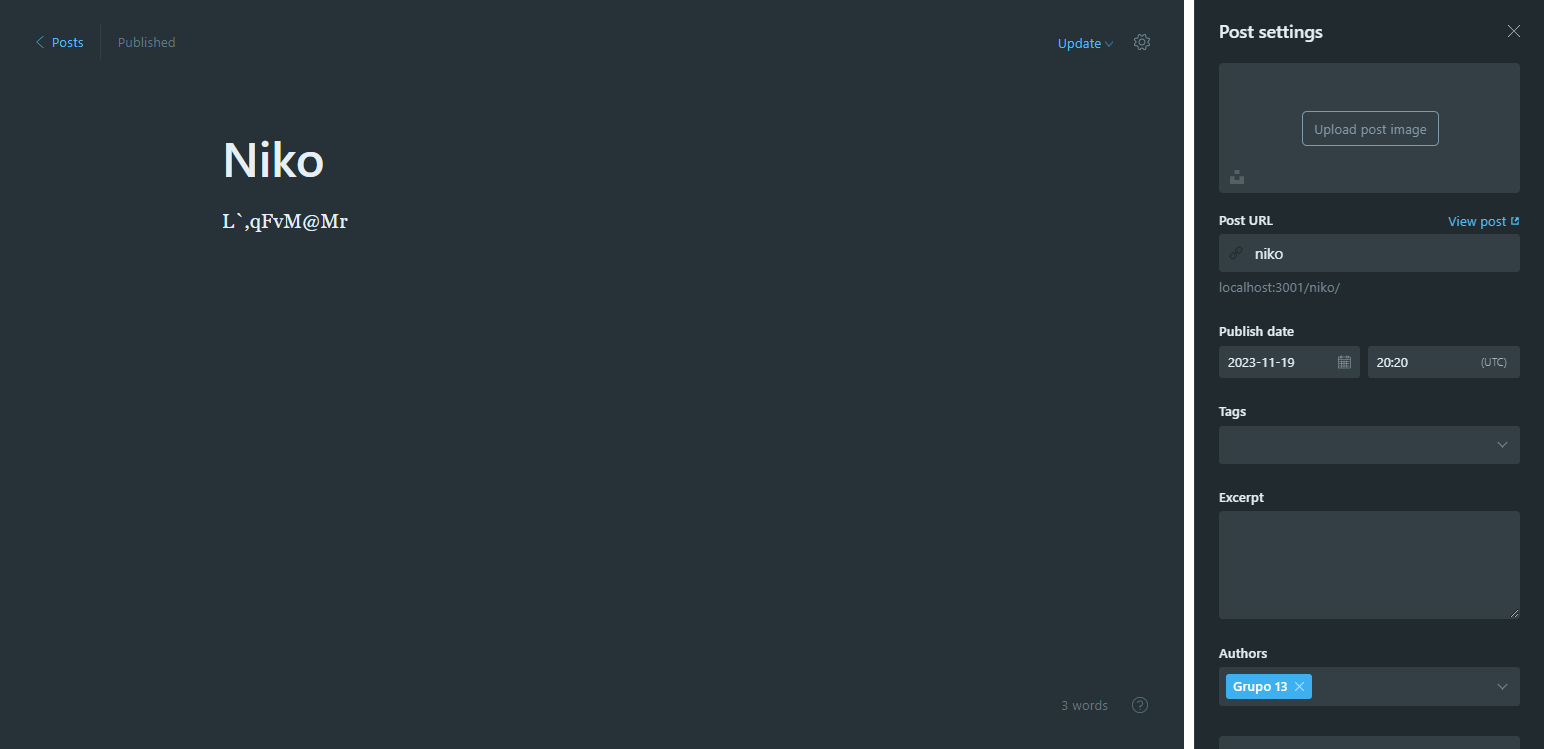 Posts
Published
Update
Niko
L`,qFvM@Mr
3 words
?
Post settings
Upload post image
Post URL
View post
niko
localhost:3001/niko/
Publish date
2023-11-19
20:20
(UTC)
Tags
Excerpt
Authors
Grupo 13